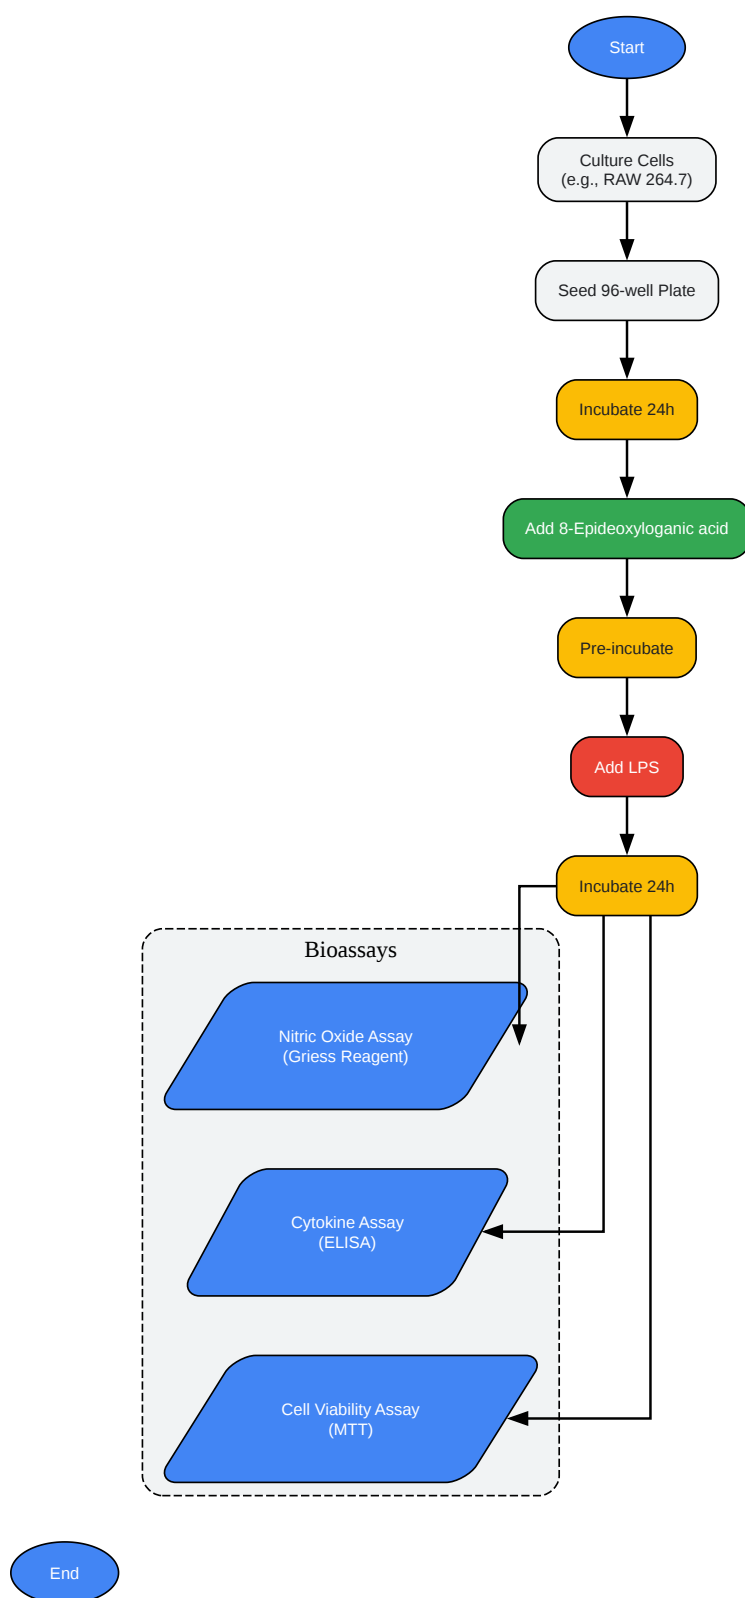 Start
Culture Cells
(e.g., RAW 264.7)
Seed 96-well Plate
Incubate 24h
Add 8-Epideoxyloganic acid
Pre-incubate
Add LPS
Incubate 24h
Bioassays
Nitric Oxide Assay
(Griess Reagent)
Cytokine Assay
(ELISA)
Cell Viability Assay
(MTT)
End